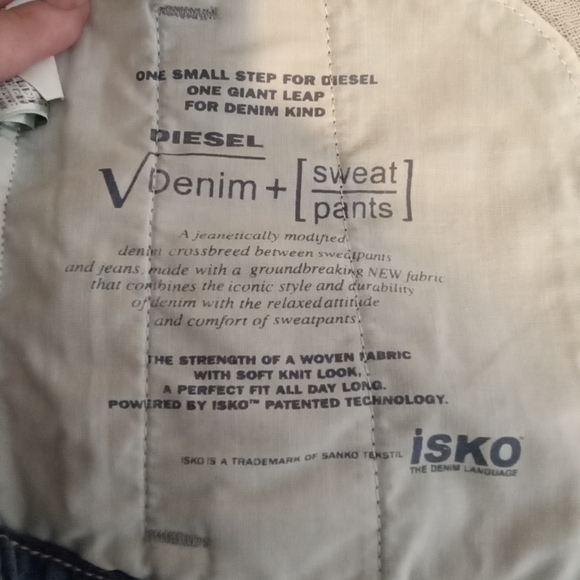 ONE SMALL STEP FOR DIESEL
ONE GIANT LEAP
FOR DENIM KIND
DIESEL
√Denim + [sweat
pants]
A jeanetically modified
denim crossbreed between sweatpants
and jeans, made with a groundbreaking NEW fabric
that combines the iconic style and durability
of denim with the relaxed attitude
and comfort of sweatpants.
THE STRENGTH OF A WOVEN FABRIC
WITH SOFT KNIT LOOK,
A PERFECT FIT ALL DAY LONG.
POWERED BY ISKO™ PATENTED TECHNOLOGY.
ISKO IS A TRADEMARK OF SANKO TEKSTIL
iSKO™
THE DENIM LANGUAGE